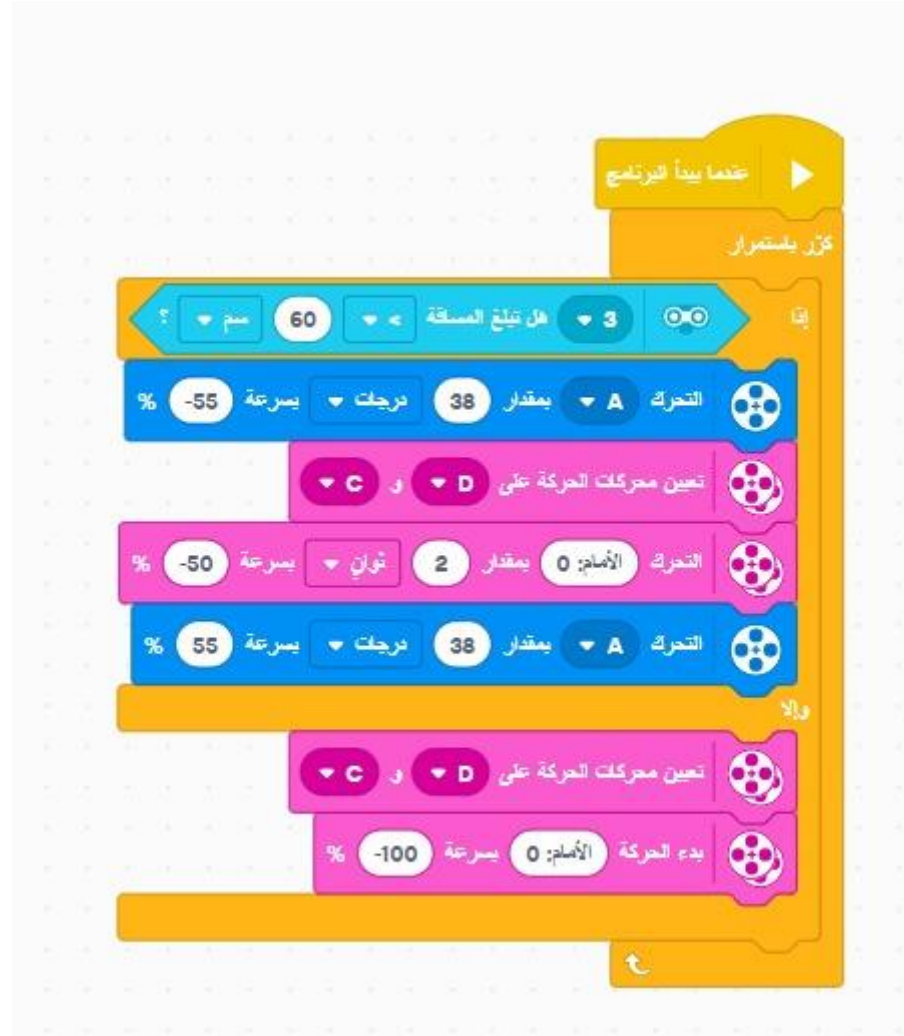 عندما يبدأ البرنامج
كرّر باستمرار
إذا 3 هل تبلغ المسافة > 60 سم ؟
التحرك A بمقدار 38 درجات بسرعة -55 %
تعيين محركات الحركة على D و C
التحرك الأمام: 0 بمقدار 2 ثوانٍ بسرعة -50 %
التحرك A بمقدار 38 درجات بسرعة 55 %
وإلا
تعيين محركات الحركة على D و C
بدء الحركة الأمام: 0 بسرعة -100 %